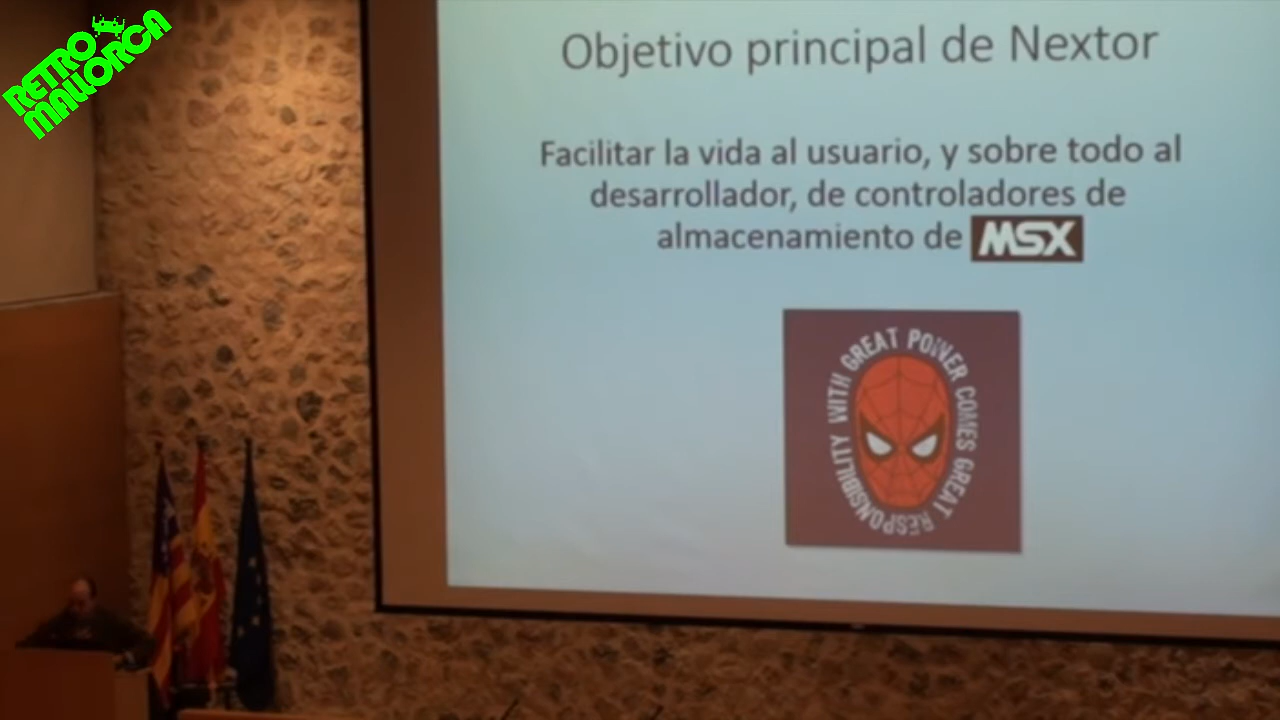 RETRO
MALLORCA
Objetivo principal de Nextor
Facilitar la vida al usuario, y sobre todo al
desarrollador, de controladores de
almacenamiento de MSX
WITH GREAT POWER COMES GREAT RESPONSIBILITY